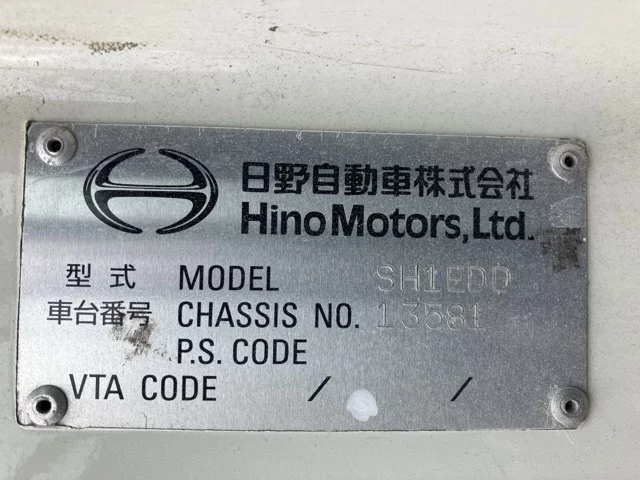 日野自動車株式会社
Hino Motors, Ltd.
型式 MODEL SH1EDD
車台番号 CHASSIS NO. 13581
P.S. CODE
VTA CODE / /